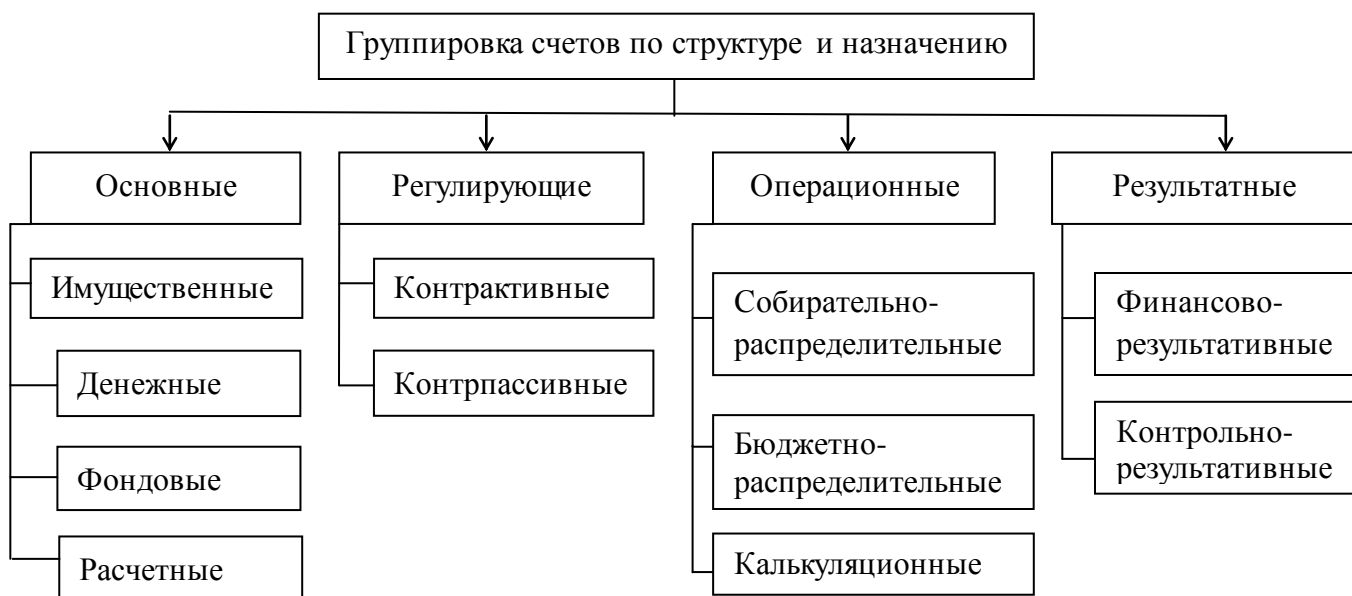 Группировка счетов по структуре и назначению
Основные
Регулирующие
Операционные
Результатные
Имущественные
Денежные
Фондовые
Расчетные
Контрактивные
Контрпассивные
Собирательно-
распределительные
Бюджетно-
распределительные
Калькуляционные
Финансово-
результативные
Контрольно-
результативные